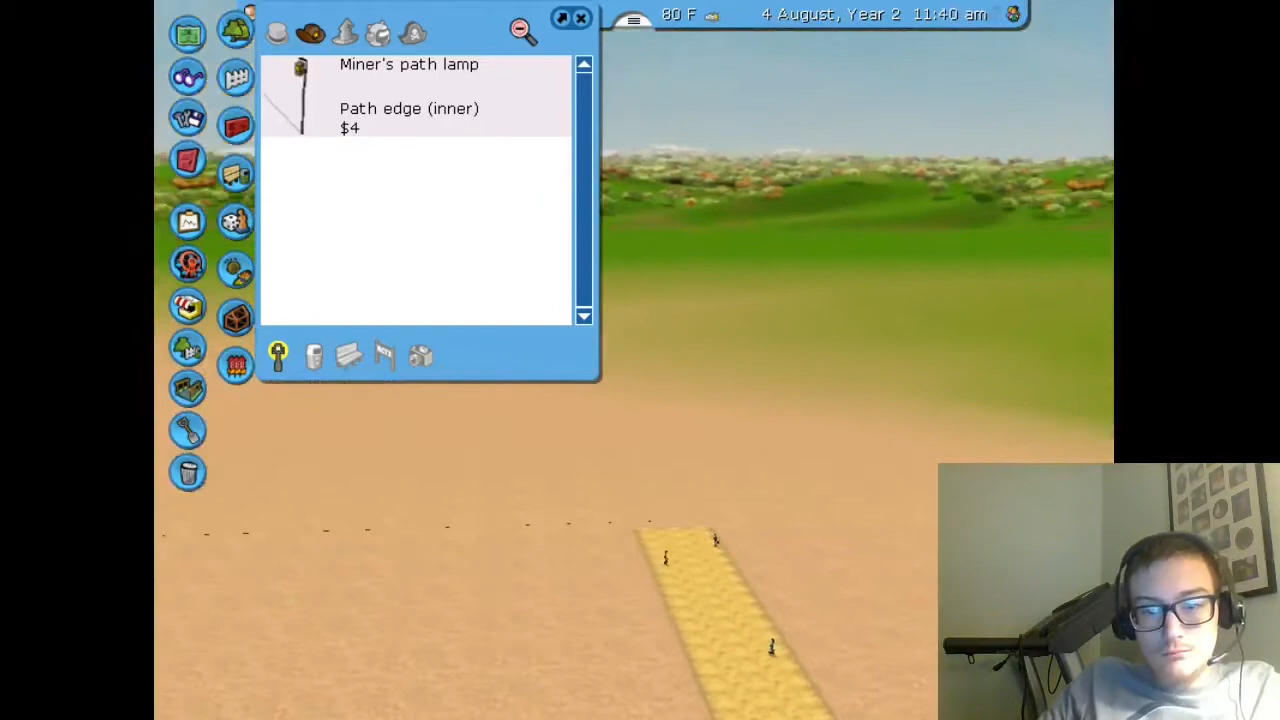 80 F
4 August, Year 2 11:40 am
Miner's path lamp
Path edge (inner)
$4